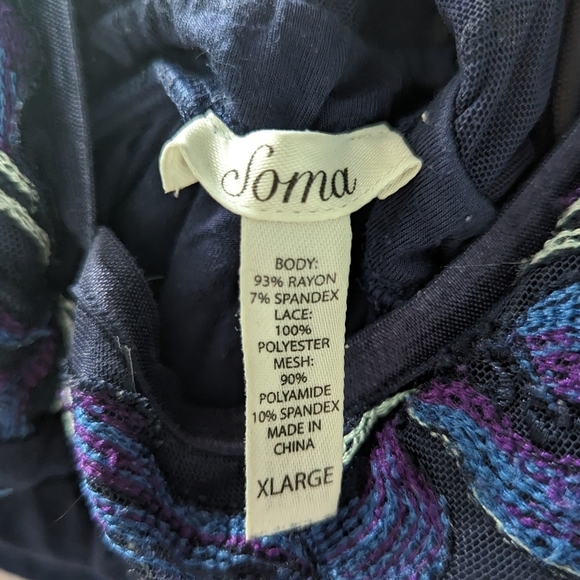 Soma
BODY:
93% RAYON
7% SPANDEX
LACE:
100%
POLYESTER
MESH:
90%
POLYAMIDE
10% SPANDEX
MADE IN
CHINA
XLARGE